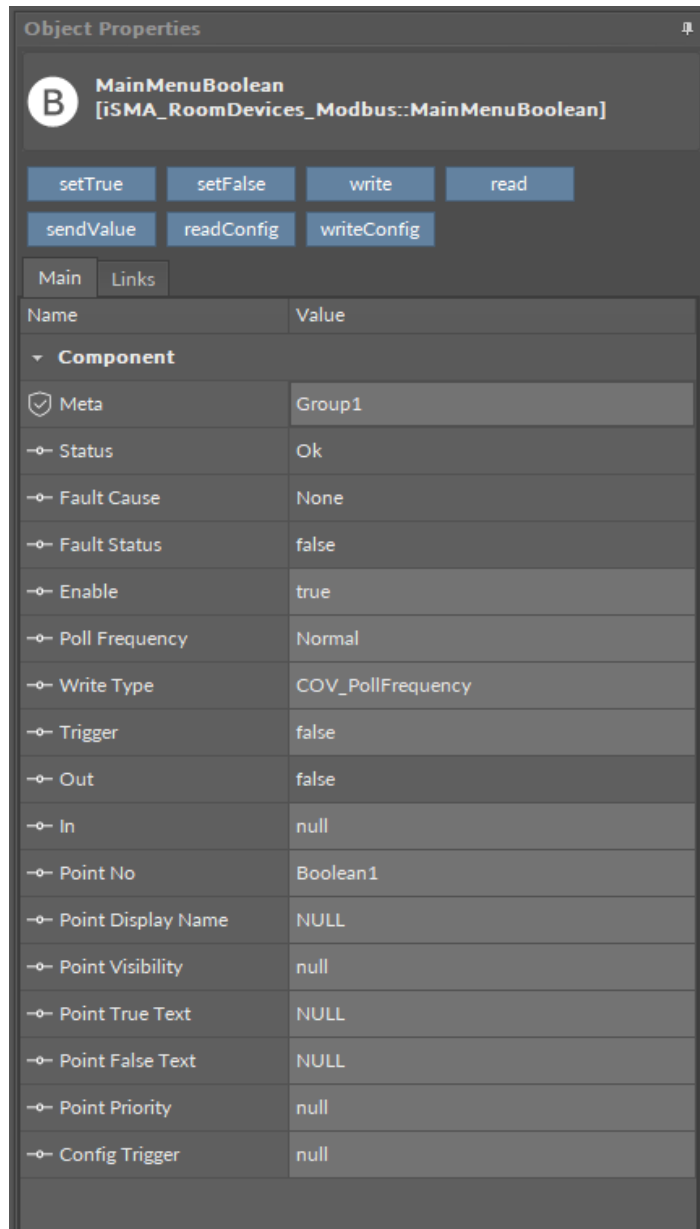 Object Properties
B
MainMenuBoolean
[iSMA_RoomDevices_Modbus::MainMenuBoolean]
setTrue setFalse write read
sendValue readConfig writeConfig
Main Links
Name Value
Component
Meta Group1
Status Ok
Fault Cause None
Fault Status false
Enable true
Poll Frequency Normal
Write Type COV_PollFrequency
Trigger false
Out false
In null
Point No Boolean1
Point Display Name NULL
Point Visibility null
Point True Text NULL
Point False Text NULL
Point Priority null
Config Trigger null